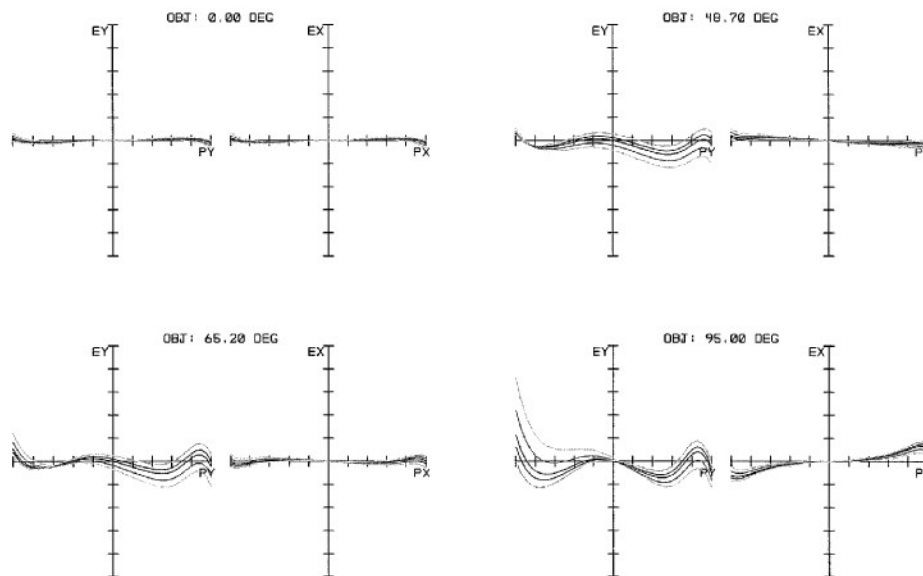 OBJ: 0.00 DEG
EY
EX
PY
PX
OBJ: 48.70 DEG
EY
EX
PY
P
OBJ: 65.20 DEG
EY
EX
PY
PX
OBJ: 95.00 DEG
EY
EX
PY
P